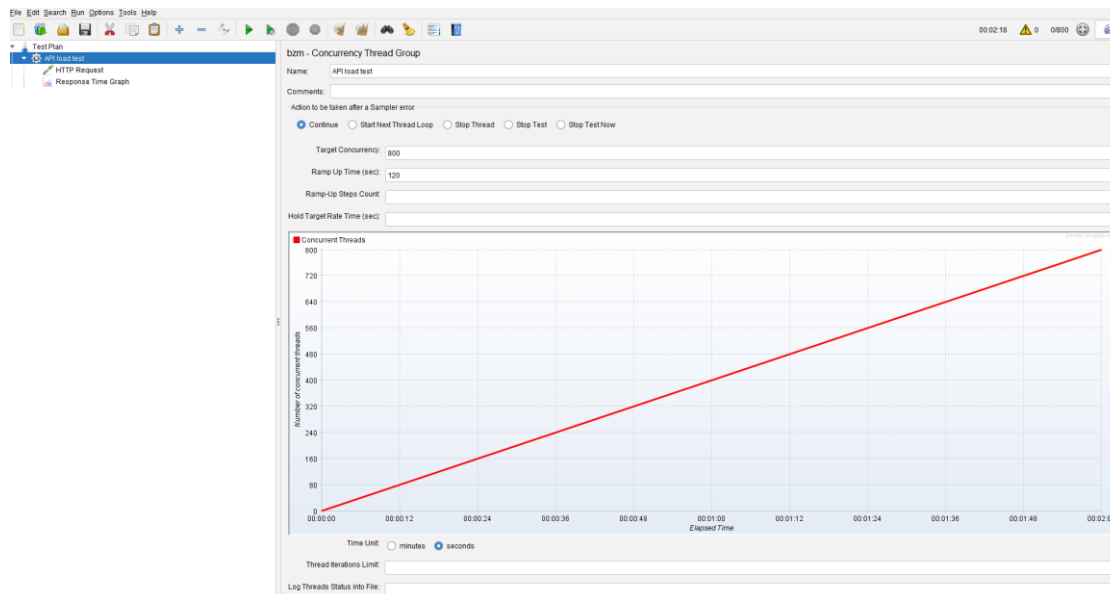 File Edit Search Run Options Tools Help
00:02:18 0 0/800
Test Plan
API load test
HTTP Request
Response Time Graph
bzm - Concurrency Thread Group
Name: API load test
Comments:
Action to be taken after a Sampler error
Continue Start Next Thread Loop Stop Thread Stop Test Stop Test Now
Target Concurrency: 800
Ramp Up Time (sec): 120
Ramp-Up Steps Count:
Hold Target Rate Time (sec):
Concurrent Threads
800
720
640
560
480
400
320
240
160
80
0
Number of concurrent threads
00:00:00 00:00:12 00:00:24 00:00:36 00:00:48 00:01:00 00:01:12 00:01:24 00:01:36 00:01:48 00:02:0
Elapsed Time
Time Unit: minutes seconds
Thread Iterations Limit:
Log Threads Status into File: